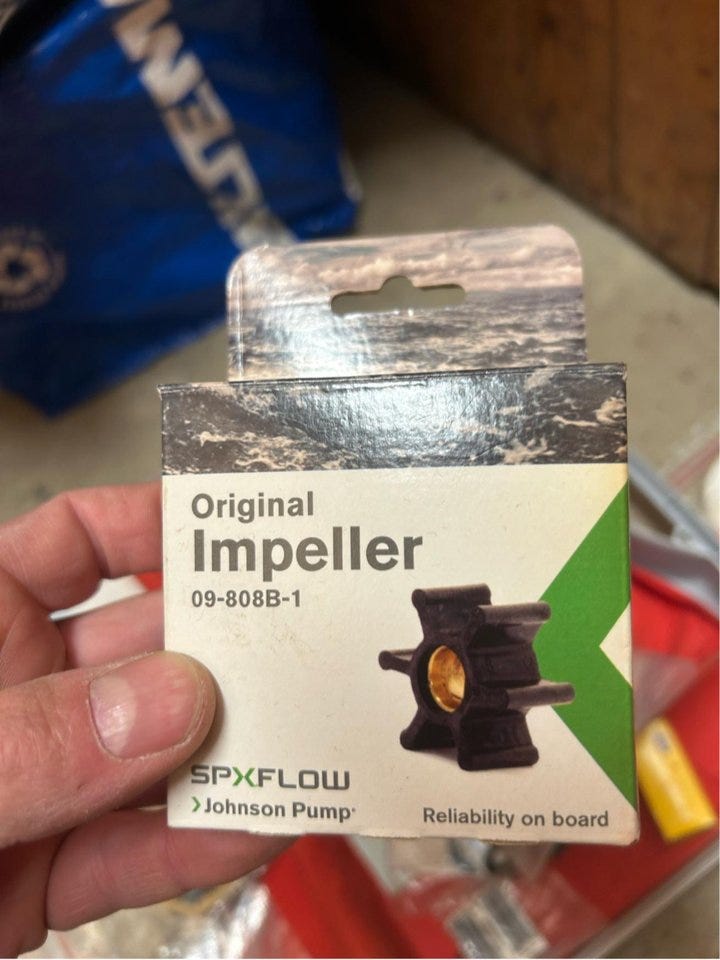 Original
Impeller
09-808B-1
SPXFLOW
Johnson Pump®
Reliability on board